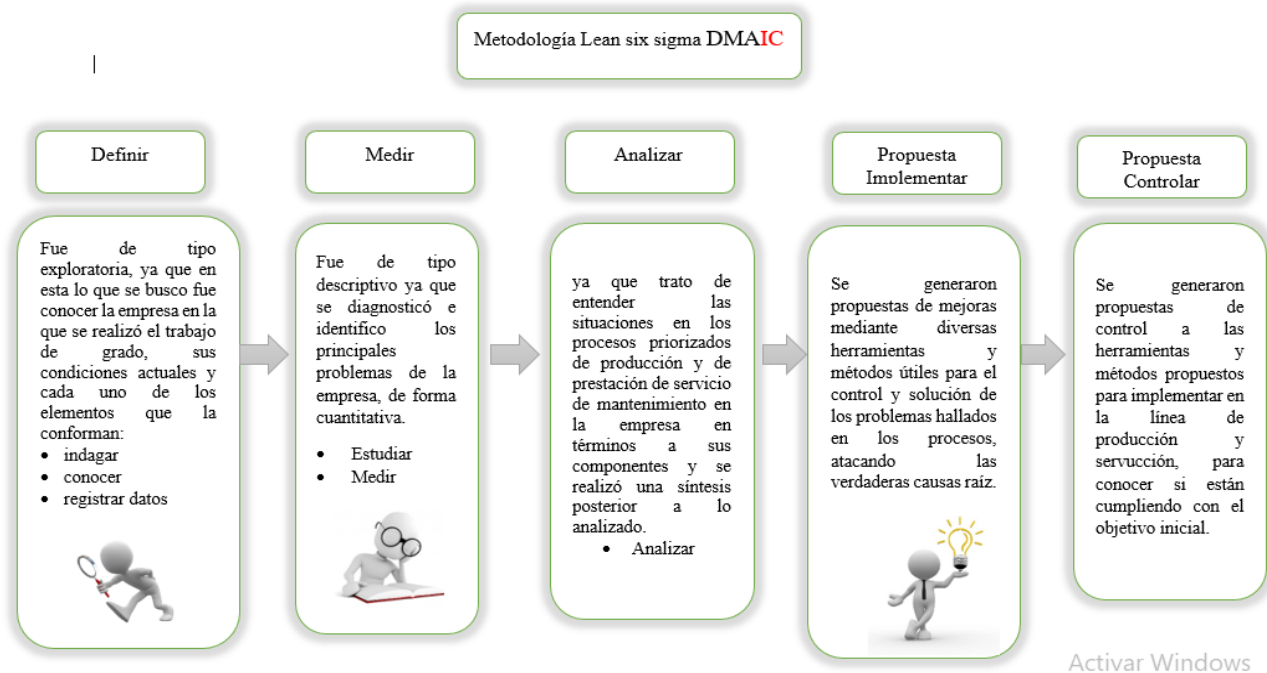 Metodología Lean six sigma DMAIC
Definir
Fue de tipo
exploratoria, ya que en
esta lo que se busco fue
conocer la empresa en la
que se realizó el trabajo
de grado, sus
condiciones actuales y
cada uno de los
elementos que la
conforman:
• indagar
• conocer
• registrar datos
Medir
Fue de tipo
descriptivo ya que
se diagnosticó e
identifico los
principales
problemas de la
empresa, de forma
cuantitativa.
• Estudiar
• Medir
Analizar
ya que trato de
entender las
situaciones en los
procesos priorizados
de producción y de
prestación de servicio
de mantenimiento en
la empresa en
términos a sus
componentes y se
realizó una síntesis
posterior a lo
analizado.
• Analizar
Propuesta
Implementar
Se generaron
propuestas de mejoras
mediante diversas
herramientas y
métodos útiles para el
control y solución de
los problemas hallados
en los procesos,
atacando las
verdaderas causas raíz.
Propuesta
Controlar
Se generaron
propuestas de
control a las
herramientas y
métodos propuestos
para implementar en
la línea de
producción y
servucción, para
conocer si están
cumpliendo con el
objetivo inicial.
Activar Windows